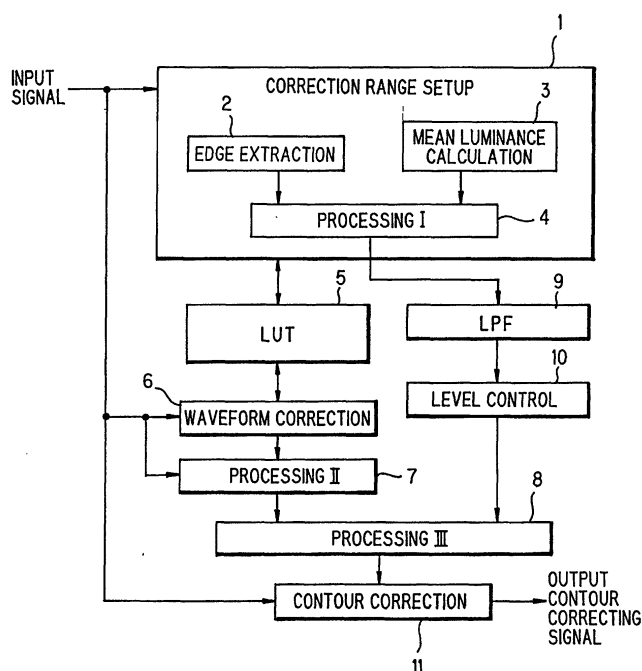 1
INPUT
SIGNAL
CORRECTION RANGE SETUP
2
3
EDGE EXTRACTION
MEAN LUMINANCE
CALCULATION
PROCESSING I
4
5
9
LUT
LPF
6
10
WAVEFORM CORRECTION
LEVEL CONTROL
PROCESSING II
7
8
PROCESSING III
CONTOUR CORRECTION
OUTPUT
CONTOUR
CORRECTING
SIGNAL
11